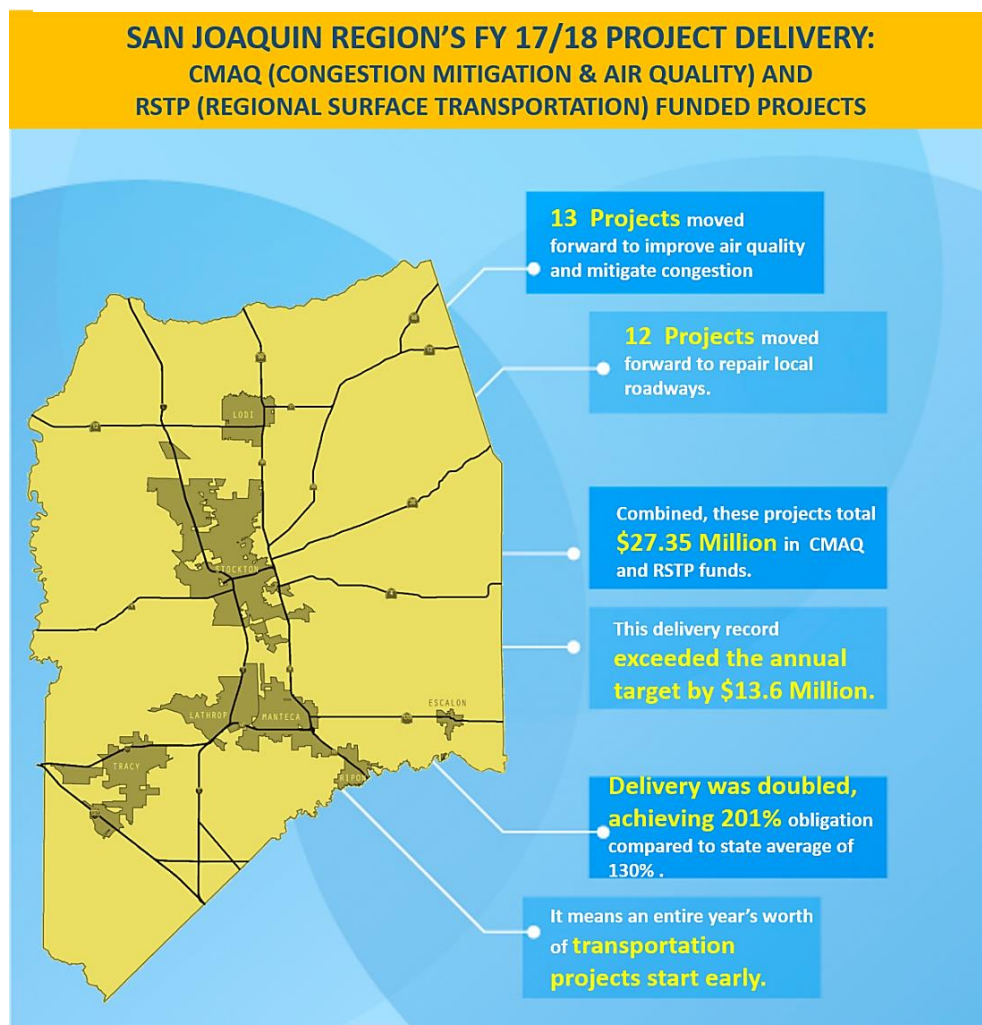 SAN JOAQUIN REGION'S FY 17/18 PROJECT DELIVERY:
CMAQ (CONGESTION MITIGATION & AIR QUALITY) AND
RSTP (REGIONAL SURFACE TRANSPORTATION) FUNDED PROJECTS
13 Projects moved
forward to improve air quality
and mitigate congestion
12 Projects moved
forward to repair local
roadways.
LODI
Combined, these projects total
$27.35 Million in CMAQ
and RSTP funds.
STOCKTON
This delivery record
exceeded the annual
target by $13.6 Million.
ESCALON
LATHROP
MANTECA
TRACY
RIPON
Delivery was doubled,
achieving 201% obligation
compared to state average of
130% .
It means an entire year's worth
of transportation
projects start early.